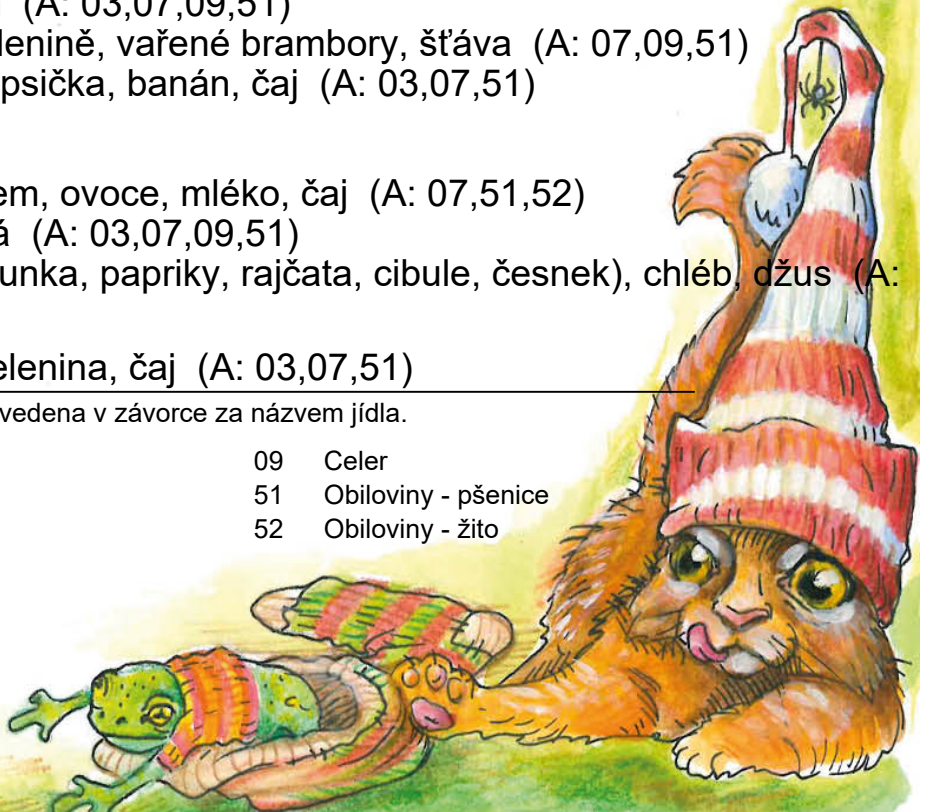 (A: 03,07,09,51)
lenině, vařené brambory, šťáva (A: 07,09,51)
psička, banán, čaj (A: 03,07,51)
em, ovoce, mléko, čaj (A: 07,51,52)
á (A: 03,07,09,51)
unka, papriky, rajčata, cibule, česnek), chléb, džus (A:
elenina, čaj (A: 03,07,51)
vedena v závorce za názvem jídla.
09 Celer
51 Obiloviny - pšenice
52 Obiloviny - žito